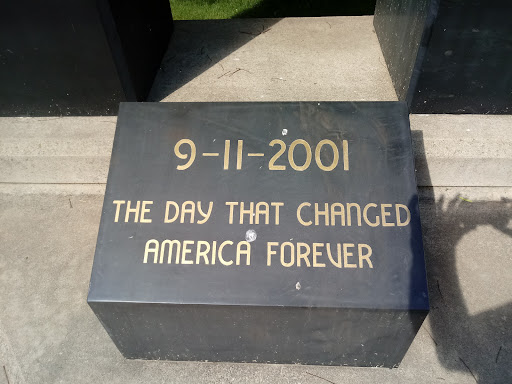 9-11-2001
THE DAY THAT CHANGED
AMERICA FOREVER